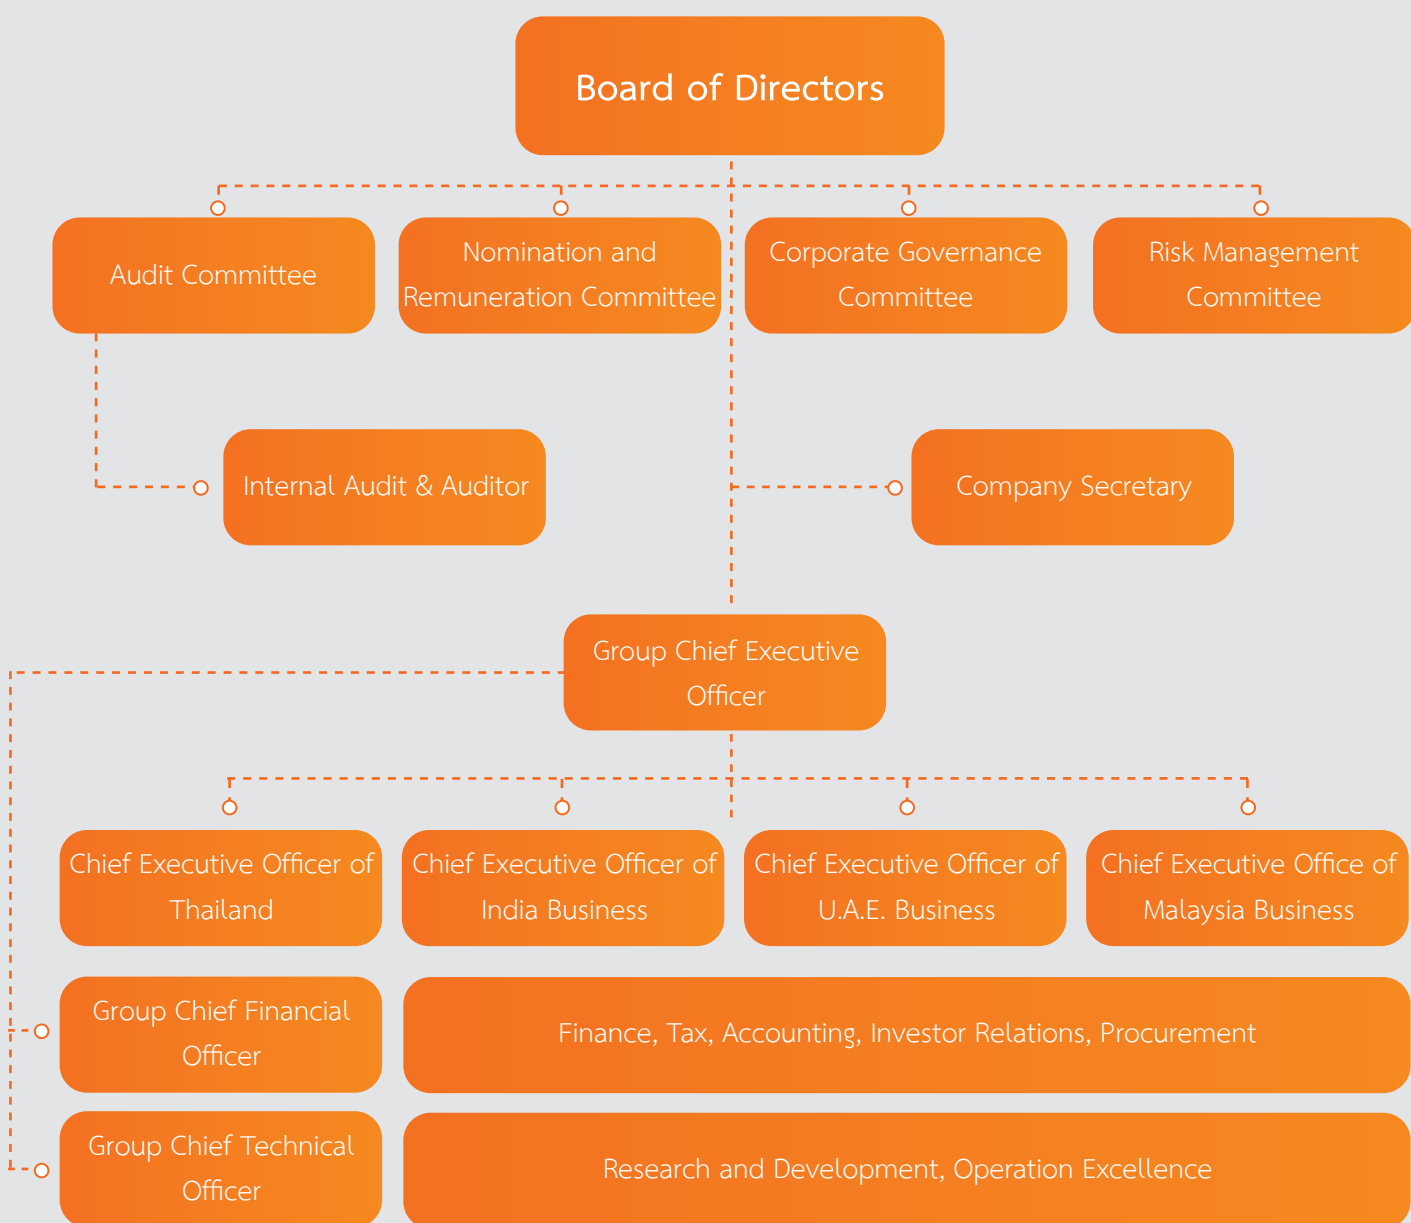 Board of Directors
Audit Committee
Nomination and
Remuneration Committee
Corporate Governance
Committee
Risk Management
Committee
Internal Audit & Auditor
Company Secretary
Group Chief Executive
Officer
Chief Executive Officer of
Thailand
Chief Executive Officer of
India Business
Chief Executive Officer of
U.A.E. Business
Chief Executive Office of
Malaysia Business
Group Chief Financial
Officer
Finance, Tax, Accounting, Investor Relations, Procurement
Group Chief Technical
Officer
Research and Development, Operation Excellence